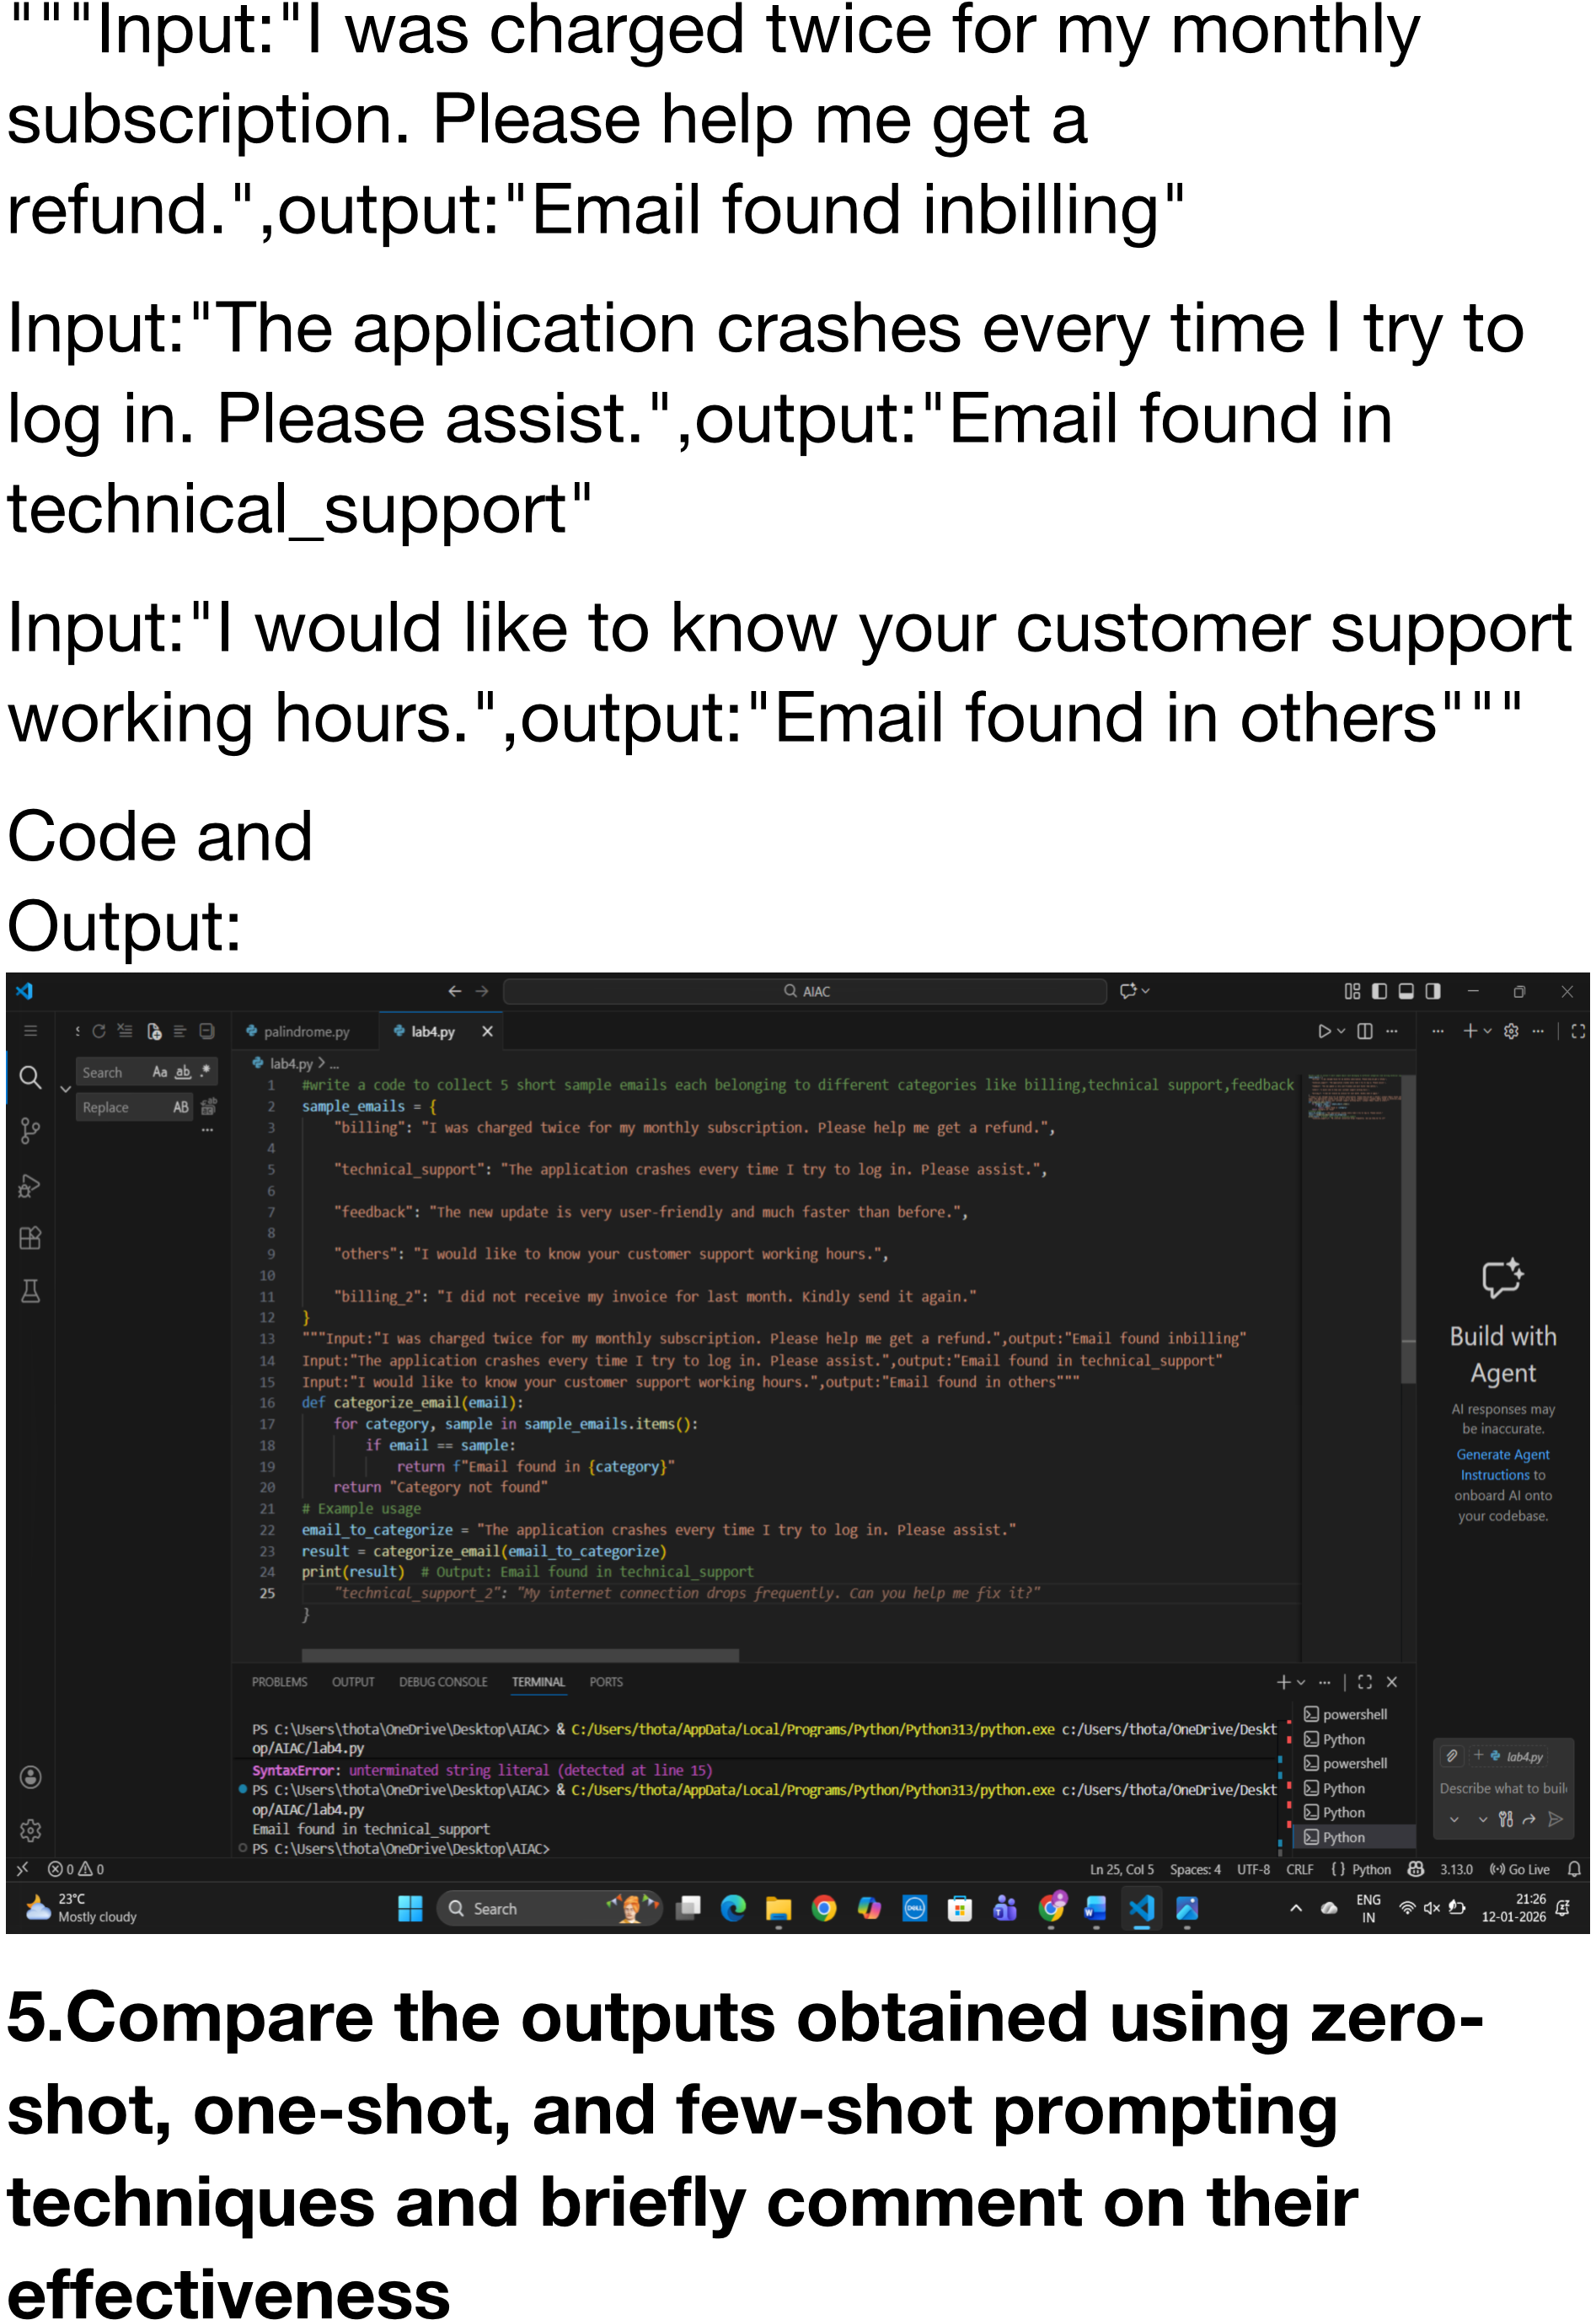 """Input:"I was charged twice for my monthly
subscription. Please help me get a
refund.",output:"Email found inbilling"
Input:"The application crashes every time I try to
log in. Please assist.",output:"Email found in
technical_support"
Input:"I would like to know your customer support
working hours.",output:"Email found in others"""
Code and
Output:
AIAC
palindrome.py
lab4.py
Search
Aa ab .*
Replace
AB
lab4.py > ...
1 #write a code to collect 5 short sample emails each belonging to different categories like billing,technical support,feedback
2 sample_emails = {
3 "billing": "I was charged twice for my monthly subscription. Please help me get a refund.",
4
5 "technical_support": "The application crashes every time I try to log in. Please assist.",
6
7 "feedback": "The new update is very user-friendly and much faster than before.",
8
9 "others": "I would like to know your customer support working hours.",
10
11 "billing_2": "I did not receive my invoice for last month. Kindly send it again."
12 }
13 """Input:"I was charged twice for my monthly subscription. Please help me get a refund.",output:"Email found inbilling"
14 Input:"The application crashes every time I try to log in. Please assist.",output:"Email found in technical_support"
15 Input:"I would like to know your customer support working hours.",output:"Email found in others"""
16 def categorize_email(email):
17 for category, sample in sample_emails.items():
18 if email == sample:
19 return f"Email found in {category}"
20 return "Category not found"
21 # Example usage
22 email_to_categorize = "The application crashes every time I try to log in. Please assist."
23 result = categorize_email(email_to_categorize)
24 print(result) # Output: Email found in technical_support
25 "technical_support_2": "My internet connection drops frequently. Can you help me fix it?"
}
Build with
Agent
AI responses may
be inaccurate.
Generate Agent
Instructions to
onboard AI onto
your codebase.
PROBLEMS OUTPUT DEBUG CONSOLE TERMINAL PORTS
PS C:\Users\thota\OneDrive\Desktop\AIAC> & C:/Users/thota/AppData/Local/Programs/Python/Python313/python.exe c:/Users/thota/OneDrive/Deskt
op/AIAC/lab4.py
SyntaxError: unterminated string literal (detected at line 15)
PS C:\Users\thota\OneDrive\Desktop\AIAC> & C:/Users/thota/AppData/Local/Programs/Python/Python313/python.exe c:/Users/thota/OneDrive/Deskt
op/AIAC/lab4.py
Email found in technical_support
PS C:\Users\thota\OneDrive\Desktop\AIAC>
powershell
Python
powershell
Python
Python
Python
lab4.py
Describe what to buil
0 0
Ln 25, Col 5 Spaces: 4 UTF-8 CRLF { } Python 3.13.0 Go Live
23°C
Mostly cloudy
Search
DELL
ENG
IN
21:26
12-01-2026
5.Compare the outputs obtained using zero-
shot, one-shot, and few-shot prompting
techniques and briefly comment on their
effectiveness